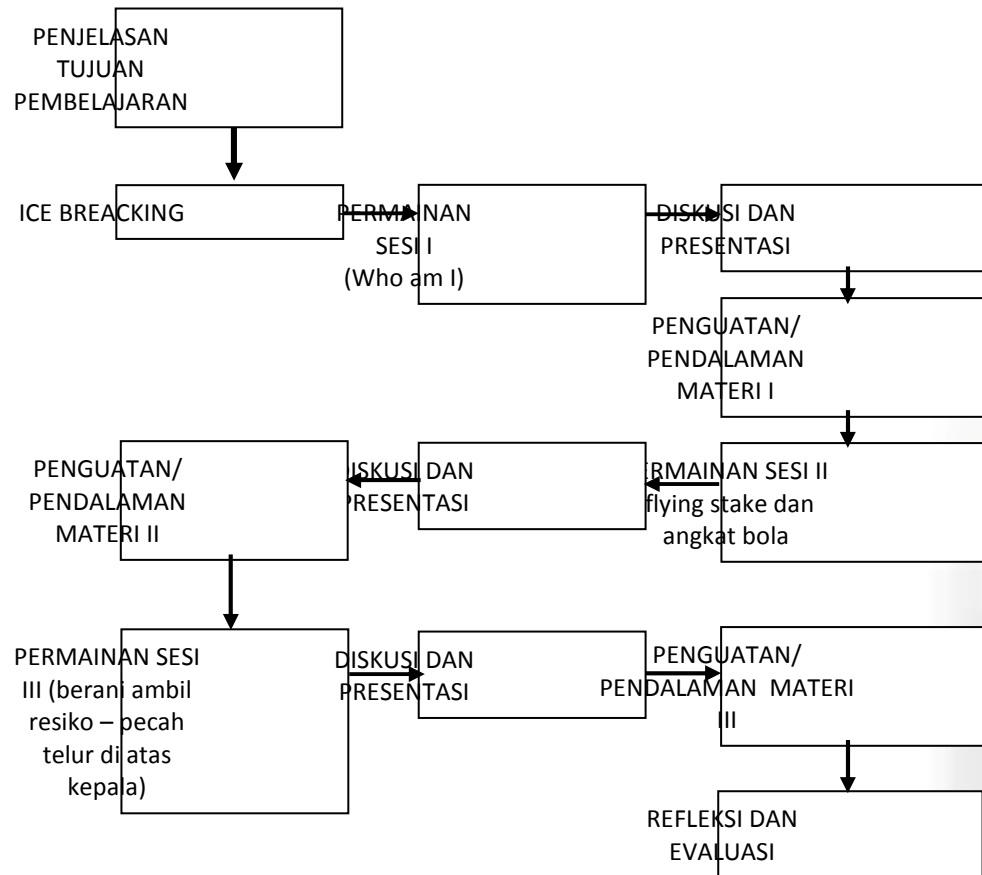 PENJELASAN
TUJUAN
PEMBELAJARAN
ICE BREACKING
PERMAINAN
SESI I
(Who am I)
DISKUSI DAN
PRESENTASI
PENGUATAN/
PENDALAMAN
MATERI I
ERMAINAN SESI II
flying stake dan
angkat bola
DISKUSI DAN
PRESENTASI
PENGUATAN/
PENDALAMAN
MATERI II
PERMAINAN SESI
III (berani ambil
resiko – pecah
telur di atas
kepala)
DISKUSI DAN
PRESENTASI
PENGUATAN/
PENDALAMAN MATERI
III
REFLEKSI DAN
EVALUASI